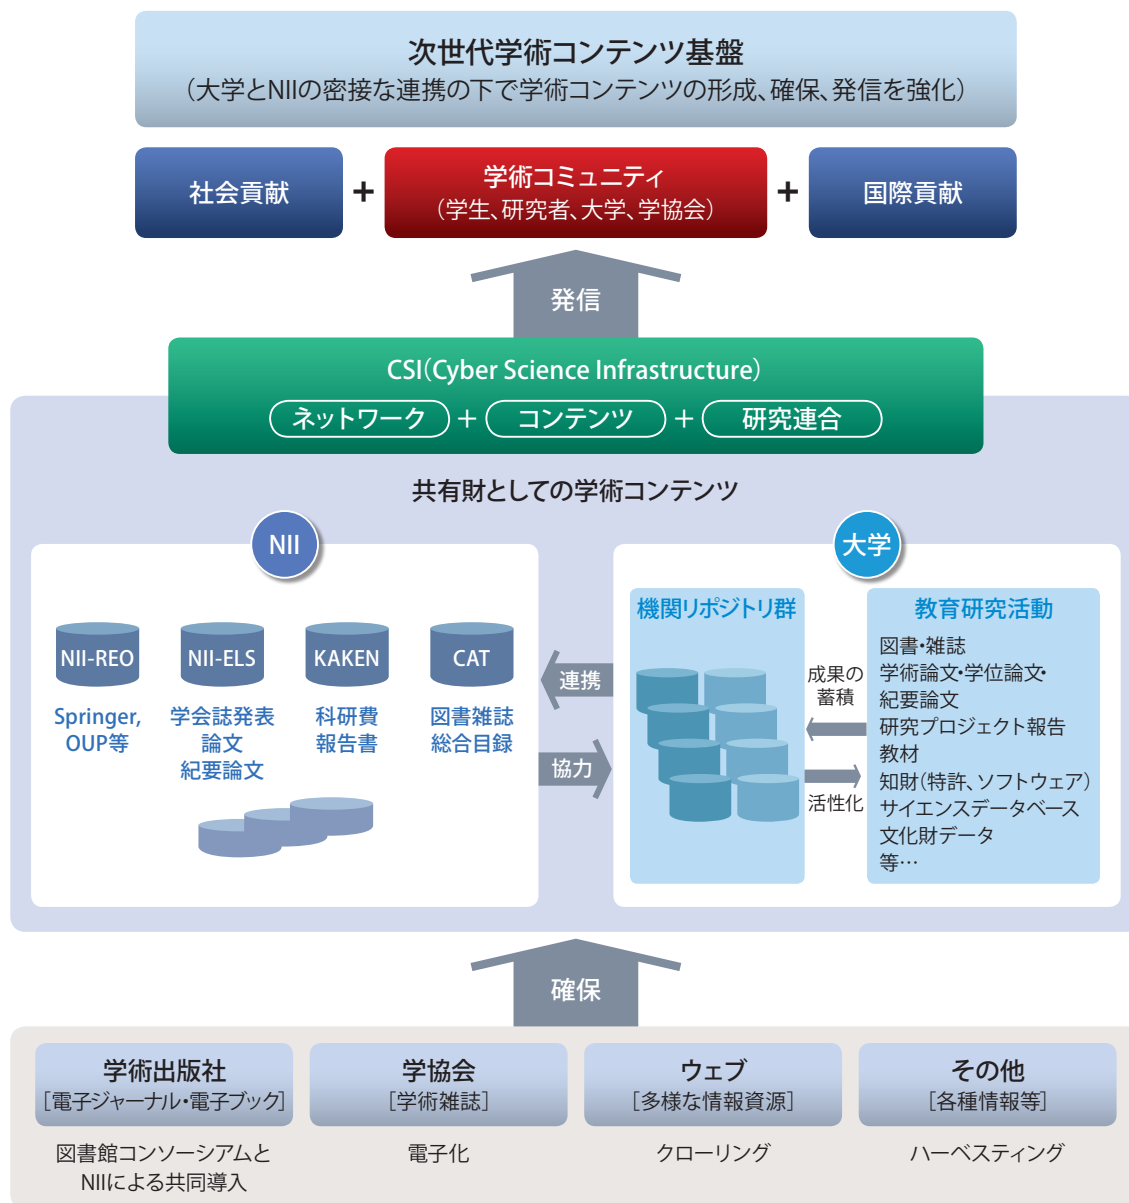 次世代学術コンテンツ基盤
（大学とNIIの密接な連携の下で学術コンテンツの形成、確保、発信を強化）
社会貢献
+
学術コミュニティ
（学生、研究者、大学、学協会）
+
国際貢献
発信
CSI（Cyber Science Infrastructure）
ネットワーク + コンテンツ + 研究連合
共有財としての学術コンテンツ
NII
NII-REO
Springer,
OUP等
NII-ELS
学会誌発表
論文
紀要論文
KAKEN
科研費
報告書
CAT
図書雑誌
総合目録
連携
協力
大学
機関リポジトリ群
成果の
蓄積
活性化
教育研究活動
図書・雑誌
学術論文・学位論文・
紀要論文
研究プロジェクト報告
教材
知財（特許、ソフトウェア）
サイエンスデータベース
文化財データ
等…
確保
学術出版社
［電子ジャーナル・電子ブック］
図書館コンソーシアムと
NIIによる共同導入
学協会
［学術雑誌］
電子化
ウェブ
［多様な情報資源］
クローリング
その他
［各種情報等］
ハーベスティング